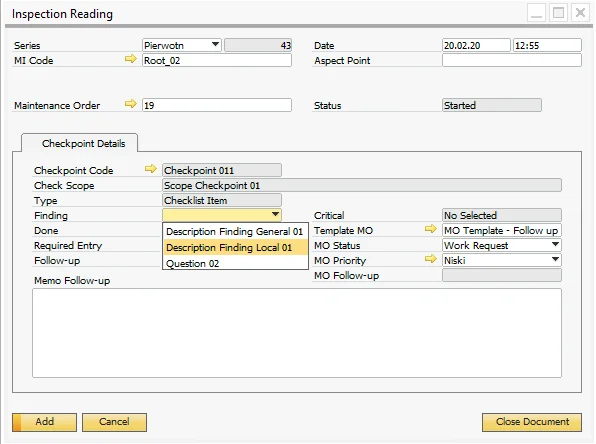 Inspection Reading
Series Pierwotn 43 Date 20.02.20 12:55
MI Code Root_02 Aspect Point
Maintenance Order 19 Status Started
Checkpoint Details
Checkpoint Code Checkpoint 011
Check Scope Scope Checkpoint 01
Type Checklist Item
Finding Critical No Selected
Done Description Finding General 01 Template MO MO Template - Follow up
Required Entry Description Finding Local 01 MO Status Work Request
Follow-up Question 02 MO Priority Niski
MO Follow-up
Memo Follow-up
Add Cancel Close Document